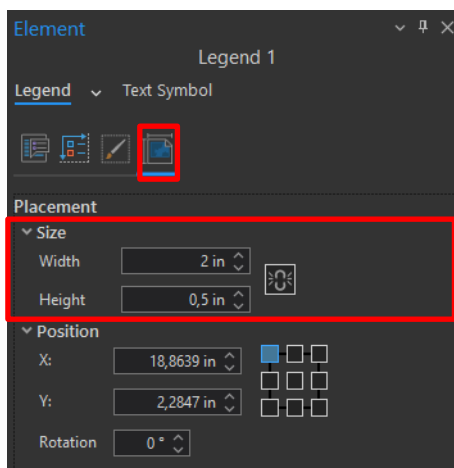 Element
Legend 1
Legend Text Symbol
Placement
Size
Width 2 in
Height 0,5 in
Position
X: 18,8639 in
Y: 2,2847 in
Rotation 0 °